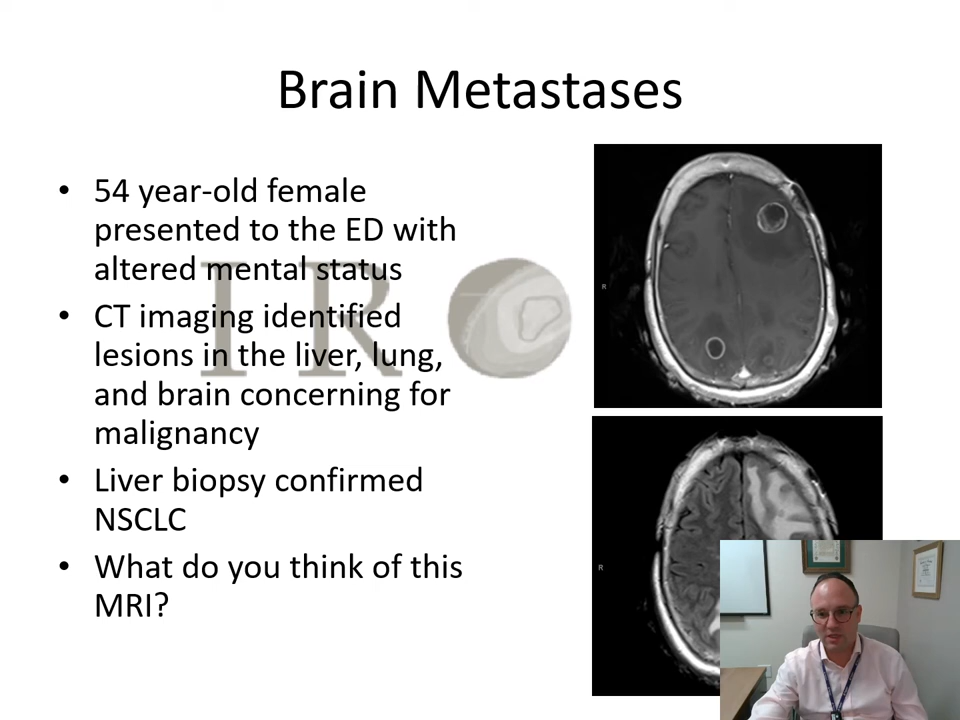 Brain Metastases
• 54 year-old female
presented to the ED with
altered mental status
• CT imaging identified
lesions in the liver, lung,
and brain concerning for
malignancy
• Liver biopsy confirmed
NSCLC
• What do you think of this
MRI?
IRC
R
R